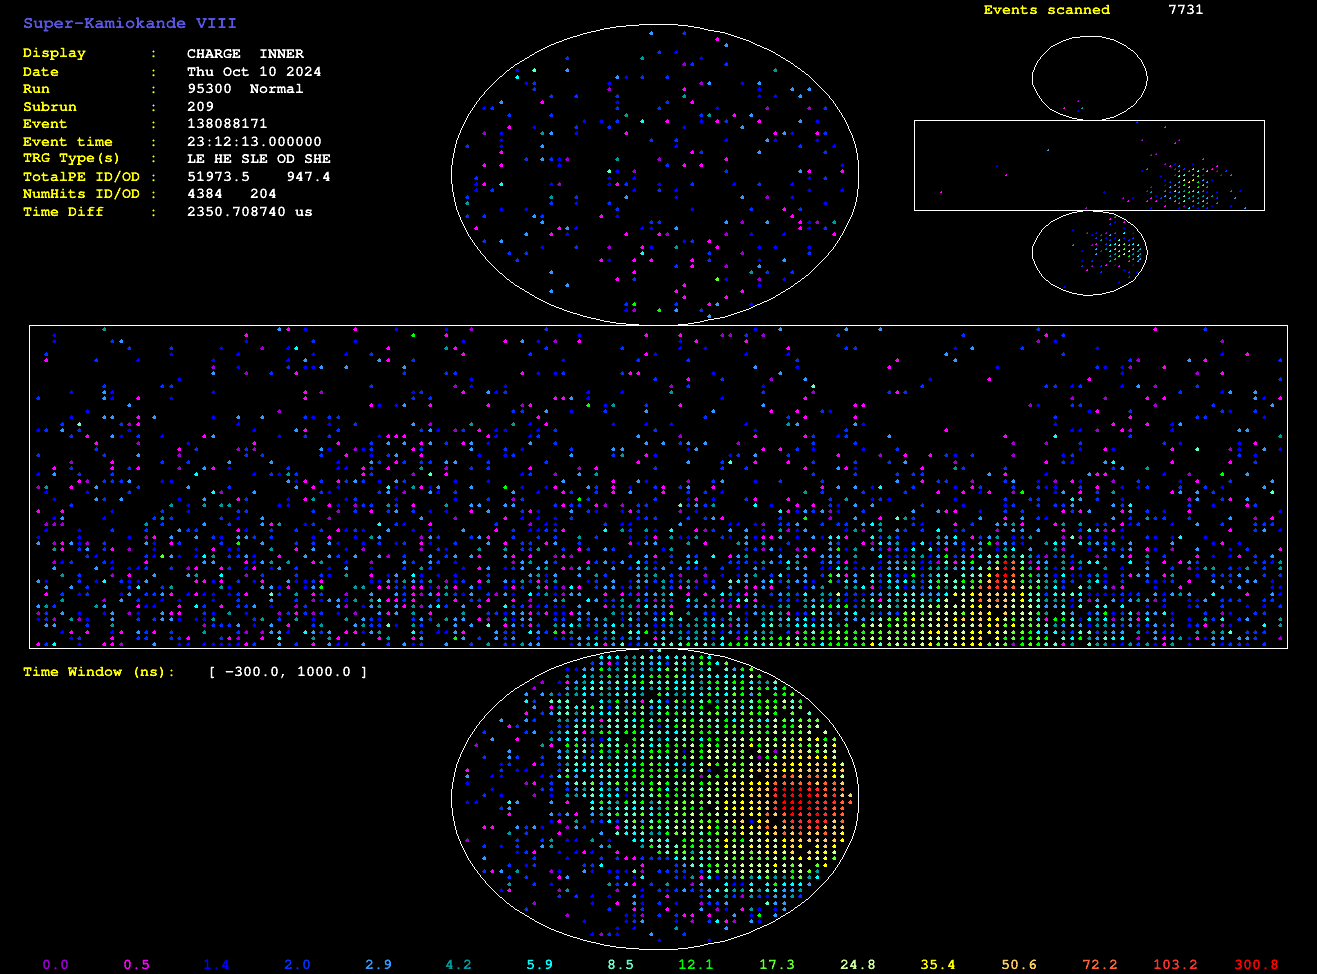 Super-Kamiokande VIII
Events scanned 7731
Display : CHARGE INNER
Date : Thu Oct 10 2024
Run : 95300 Normal
Subrun : 209
Event : 138088171
Event time : 23:12:13.000000
TRG Type(s) : LE HE SLE OD SHE
TotalPE ID/OD : 51973.5 947.4
NumHits ID/OD : 4384 204
Time Diff : 2350.708740 us
Time Window (ns): [ -300.0, 1000.0 ]
0.0 0.5 1.4 2.0 2.9 4.2 5.9 8.5 12.1 17.3 24.8 35.4 50.6 72.2 103.2 300.8